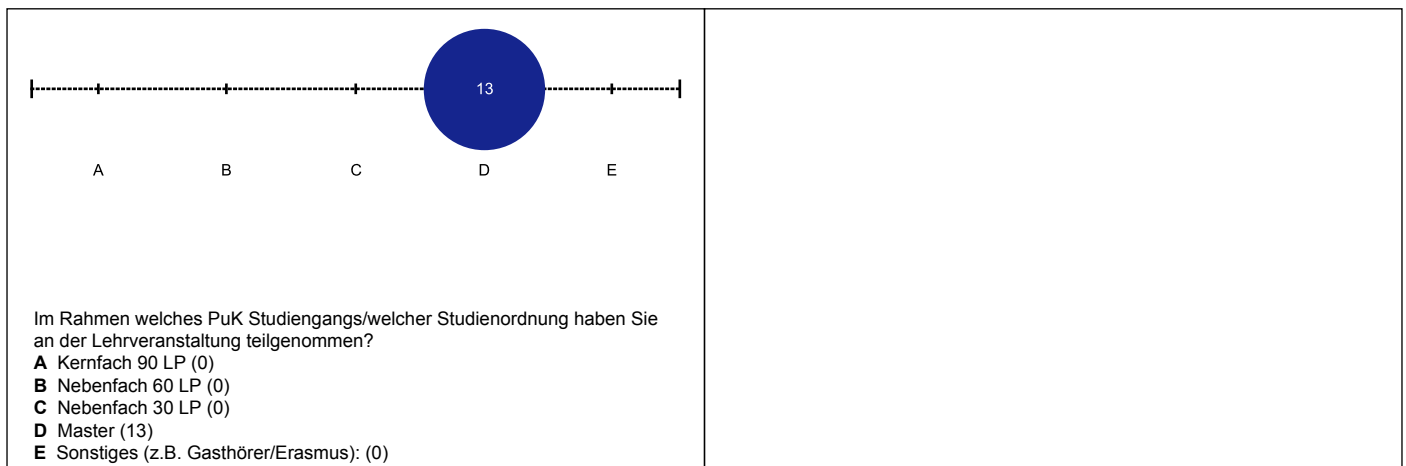 13
A B C D E
Im Rahmen welches PuK Studiengangs/welcher Studienordnung haben Sie
an der Lehrveranstaltung teilgenommen?
A Kernfach 90 LP (0)
B Nebenfach 60 LP (0)
C Nebenfach 30 LP (0)
D Master (13)
E Sonstiges (z.B. Gasthörer/Erasmus): (0)